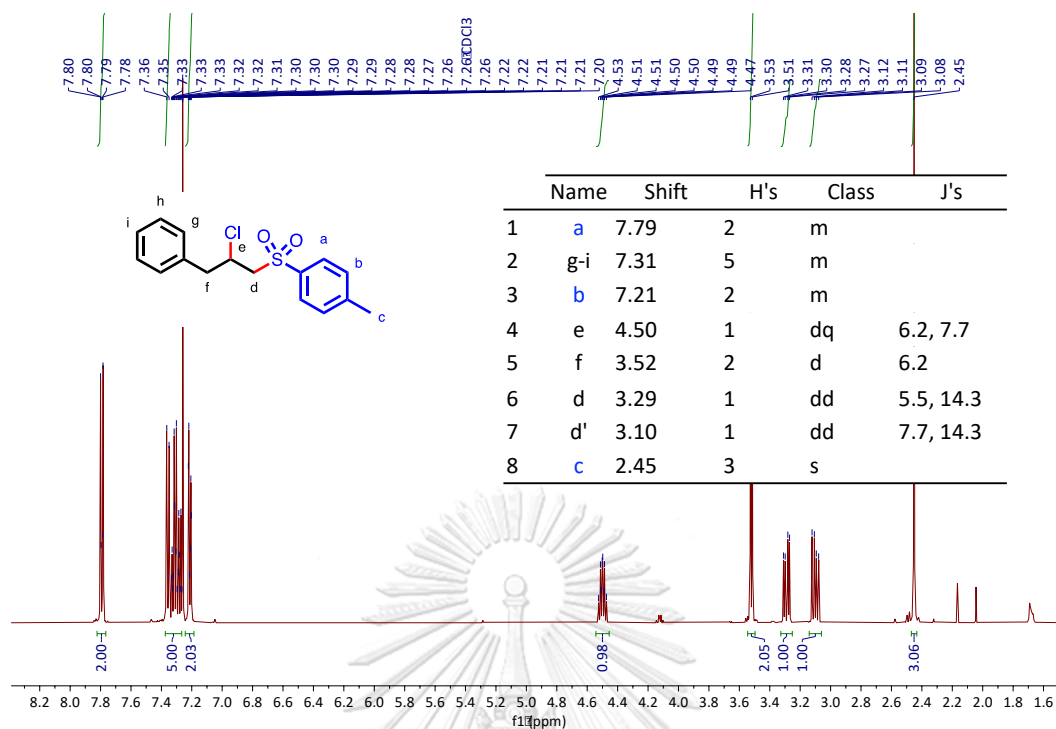 7.80
7.80
7.79
7.78
7.36
7.35
7.33
7.33
7.33
7.32
7.32
7.31
7.30
7.30
7.30
7.29
7.29
7.28
7.28
7.27
7.26
CDCl3
7.26
7.22
7.22
7.21
7.21
7.21
7.20
4.53
4.51
4.51
4.50
4.50
4.49
4.49
4.47
3.53
3.51
3.31
3.30
3.28
3.27
3.12
3.11
3.09
3.08
2.45
Name Shift H's Class J's
1 a 7.79 2 m
2 g-i 7.31 5 m
3 b 7.21 2 m
4 e 4.50 1 dq 6.2, 7.7
5 f 3.52 2 d 6.2
6 d 3.29 1 dd 5.5, 14.3
7 d' 3.10 1 dd 7.7, 14.3
8 c 2.45 3 s
h
i
g
Cl
e
O O
S
a
b
f
d
c
2.00
5.00
2.03
0.98
2.05
1.00
1.00
3.06
8.2 8.0 7.8 7.6 7.4 7.2 7.0 6.8 6.6 6.4 6.2 6.0 5.8 5.6 5.4 5.2 5.0 4.8 4.6 4.4 4.2 4.0 3.8 3.6 3.4 3.2 3.0 2.8 2.6 2.4 2.2 2.0 1.8 1.6
f1 (ppm)